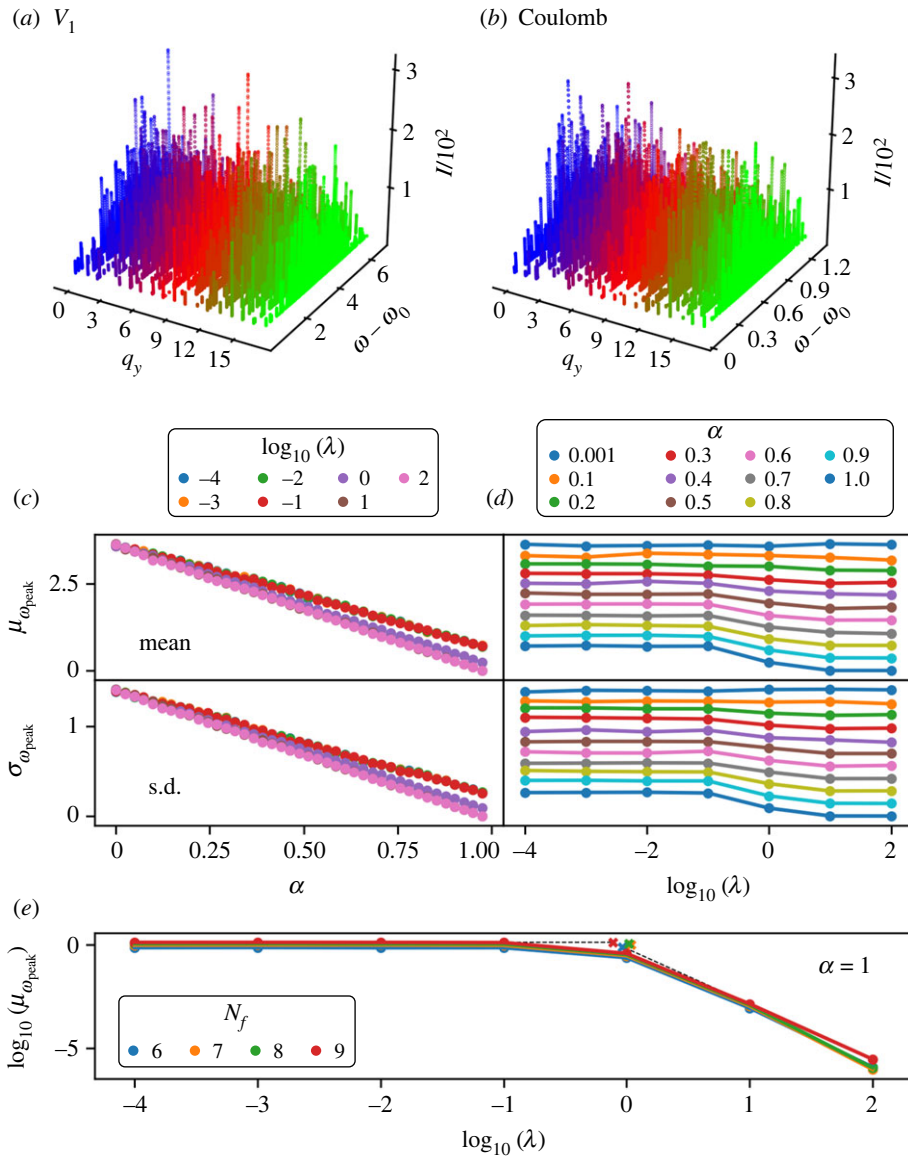 (a) V₁
(b) Coulomb
3
2
1
I/10²
0 3 6 9 12 15
q_y
2 4 6
ω – ω₀
3
2
1
I/10²
0 3 6 9 12 15
q_y
0 0.3 0.6 0.9 1.2
ω – ω₀
log₁₀ (λ)
–4 –2 0 2
–3 –1 1
α
0.001 0.3 0.6 0.9
0.1 0.4 0.7 1.0
0.2 0.5 0.8
(c)
(d)
2.5
0
μ_ω_peak
mean
1
0
σ_ω_peak
s.d.
0 0.25 0.50 0.75 1.00
α
–4 –2 0 2
log₁₀ (λ)
(e)
0
–5
log₁₀ (μ_ω_peak)
α = 1
N_f
6 7 8 9
–4 –3 –2 –1 0 1 2
log₁₀ (λ)